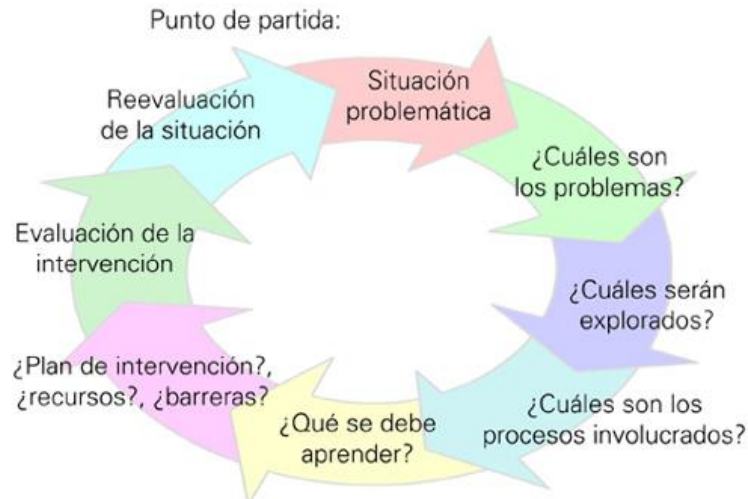 Punto de partida:
Situación
problemática
¿Cuáles son
los problemas?
¿Cuáles serán
explorados?
¿Cuáles son los
procesos involucrados?
¿Qué se debe
aprender?
¿Plan de intervención?,
¿recursos?, ¿barreras?
Evaluación de la
intervención
Reevaluación
de la situación